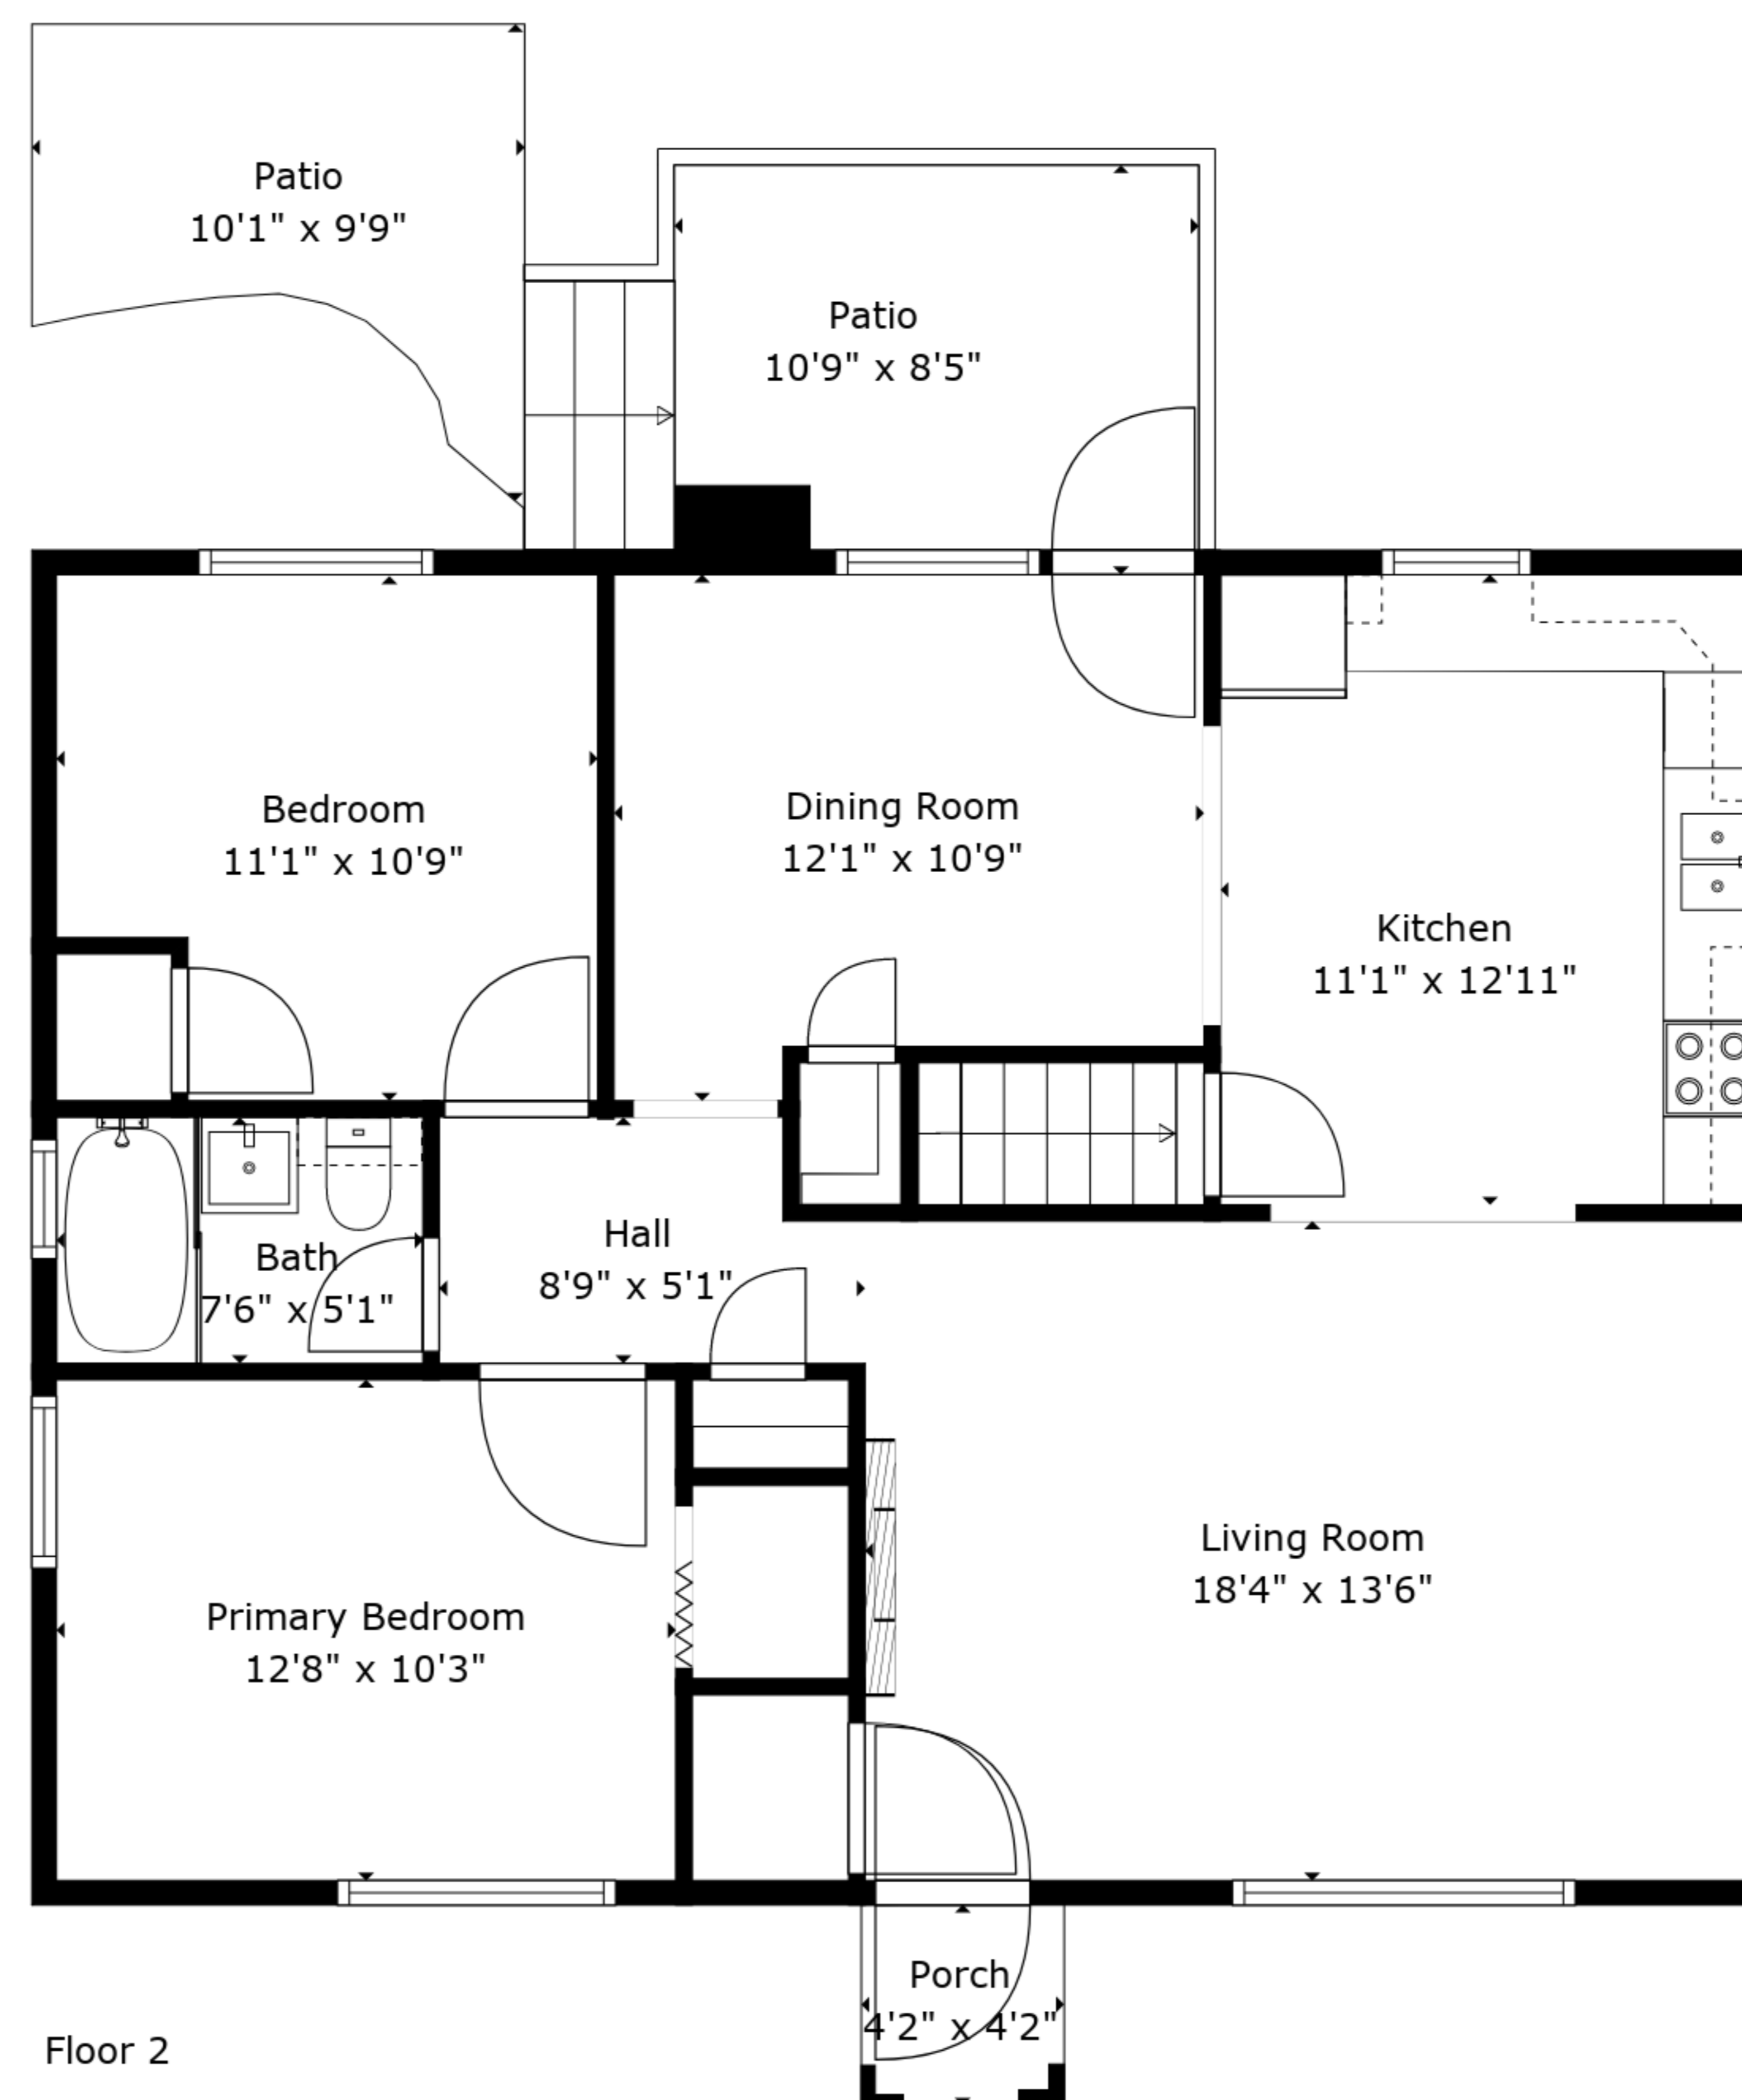 Patio
10'1" x 9'9"
Patio
10'9" x 8'5"
Bedroom
11'1" x 10'9"
Dining Room
12'1" x 10'9"
Kitchen
11'1" x 12'11"
Hall
8'9" x 5'1"
Bath
7'6" x 5'1"
Living Room
18'4" x 13'6"
Primary Bedroom
12'8" x 10'3"
Porch
4'2" x 4'2"
Floor 2